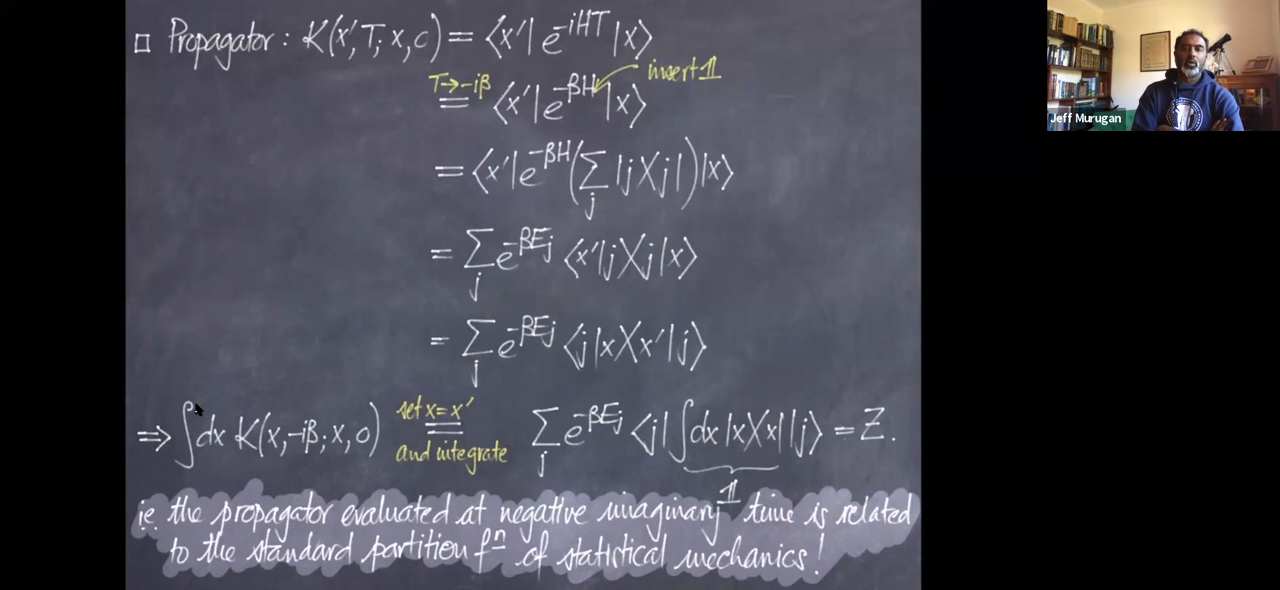 □ Propagator: K(x', T; x, 0) = ⟨x'| e^{-iHT} |x⟩
T→-iβ = ⟨x'| e^{-βH} |x⟩ insert 𝟙
= ⟨x'| e^{-βH} (∑_j |j⟩⟨j|) |x⟩
= ∑_j e^{-βE_j} ⟨x'|j⟩⟨j|x⟩
= ∑_j e^{-βE_j} ⟨j|x⟩⟨x'|j⟩
⇒ ∫dx K(x, -iβ; x, 0) set x = x' = and integrate ∑_j e^{-βE_j} ⟨j| ∫dx |x⟩⟨x| |j⟩ = Z.
𝟙
ie the propagator evaluated at negative imaginary time is related
to the standard partition fⁿ of statistical mechanics!
Jeff Murugan